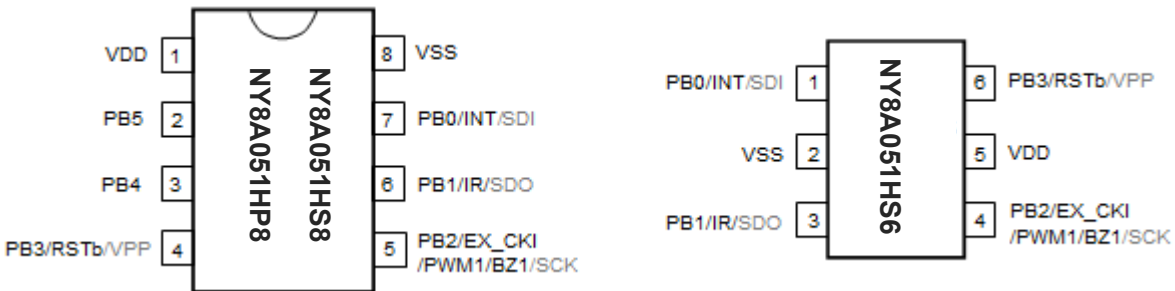 VDD 1
PB5 2
PB4 3
PB3/RSTb/VPP 4
NY8A051HP8
NY8A051HS8
8 VSS
7 PB0/INT/SDI
6 PB1/IR/SDO
5 PB2/EX_CKI
/PWM1/BZ1/SCK
PB0/INT/SDI 1
VSS 2
PB1/IR/SDO 3
NY8A051HS6
6 PB3/RSTb/VPP
5 VDD
4 PB2/EX_CKI
/PWM1/BZ1/SCK